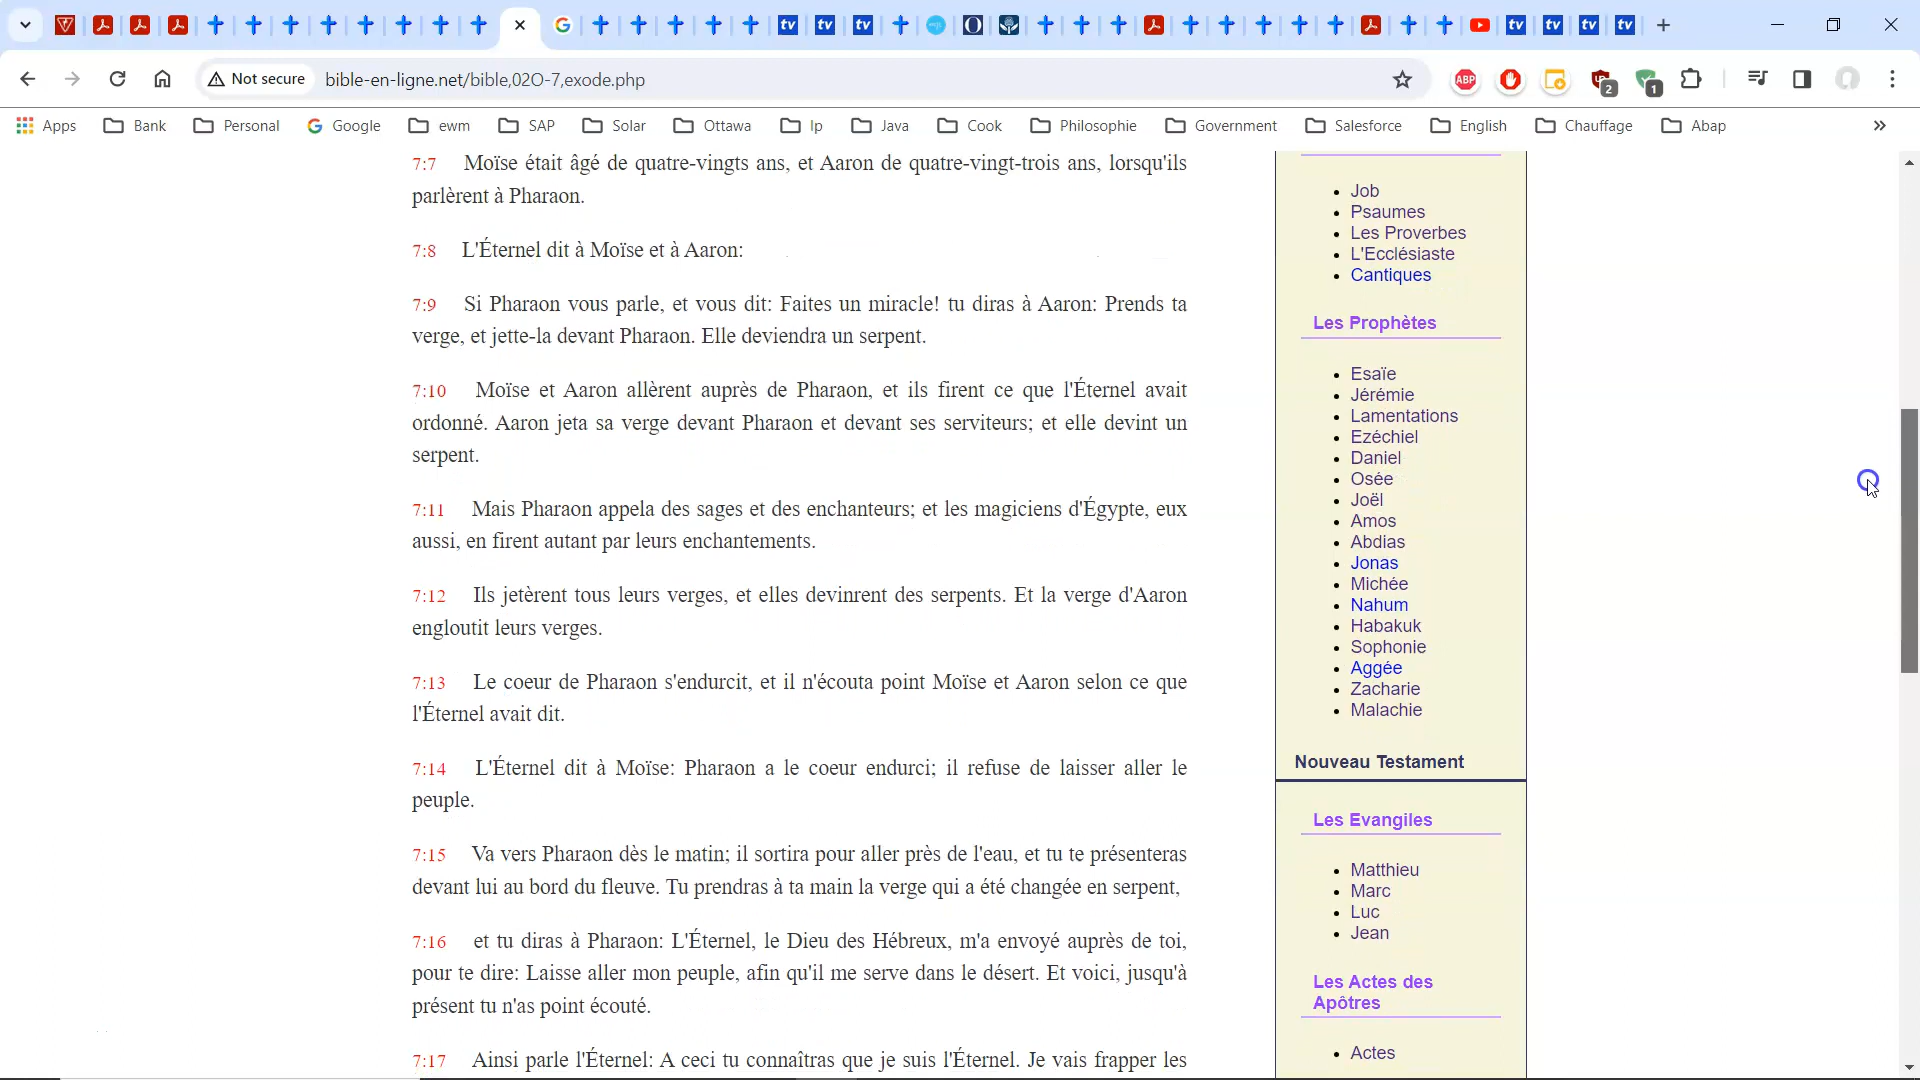 Not secure
bible-en-ligne.net/bible,02O-7,exode.php
ABP
2
1
Apps
Bank
Personal
Google
ewm
SAP
Solar
Ottawa
Ip
Java
Cook
Philosophie
Government
Salesforce
English
Chauffage
Abap
»
7:7 Moïse était âgé de quatre-vingts ans, et Aaron de quatre-vingt-trois ans, lorsqu'ils
parlèrent à Pharaon.
7:8 L'Éternel dit à Moïse et à Aaron:
7:9 Si Pharaon vous parle, et vous dit: Faites un miracle! tu diras à Aaron: Prends ta
verge, et jette-la devant Pharaon. Elle deviendra un serpent.
7:10 Moïse et Aaron allèrent auprès de Pharaon, et ils firent ce que l'Éternel avait
ordonné. Aaron jeta sa verge devant Pharaon et devant ses serviteurs; et elle devint un
serpent.
7:11 Mais Pharaon appela des sages et des enchanteurs; et les magiciens d'Égypte, eux
aussi, en firent autant par leurs enchantements.
7:12 Ils jetèrent tous leurs verges, et elles devinrent des serpents. Et la verge d'Aaron
engloutit leurs verges.
7:13 Le coeur de Pharaon s'endurcit, et il n'écouta point Moïse et Aaron selon ce que
l'Éternel avait dit.
7:14 L'Éternel dit à Moïse: Pharaon a le coeur endurci; il refuse de laisser aller le
peuple.
7:15 Va vers Pharaon dès le matin; il sortira pour aller près de l'eau, et tu te présenteras
devant lui au bord du fleuve. Tu prendras à ta main la verge qui a été changée en serpent,
7:16 et tu diras à Pharaon: L'Éternel, le Dieu des Hébreux, m'a envoyé auprès de toi,
pour te dire: Laisse aller mon peuple, afin qu'il me serve dans le désert. Et voici, jusqu'à
présent tu n'as point écouté.
7:17 Ainsi parle l'Éternel: A ceci tu connaîtras que je suis l'Éternel. Je vais frapper les
Job
Psaumes
Les Proverbes
L'Ecclésiaste
Cantiques
Les Prophètes
Esaïe
Jérémie
Lamentations
Ezéchiel
Daniel
Osée
Joël
Amos
Abdias
Jonas
Michée
Nahum
Habakuk
Sophonie
Aggée
Zacharie
Malachie
Nouveau Testament
Les Evangiles
Matthieu
Marc
Luc
Jean
Les Actes des
Apôtres
Actes